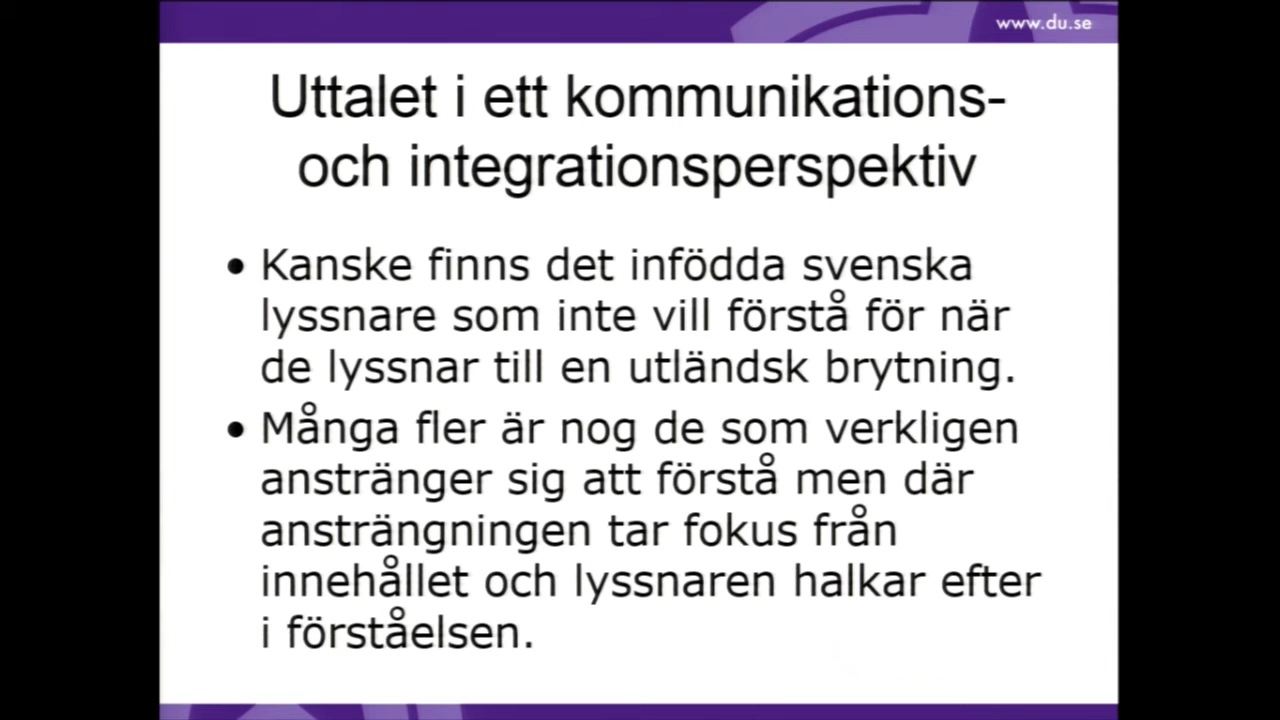 www.du.se
Uttalet i ett kommunikations-
och integrationsperspektiv
• Kanske finns det infödda svenska
lyssnare som inte vill förstå för när
de lyssnar till en utländsk brytning.
• Många fler är nog de som verkligen
anstränger sig att förstå men där
ansträngningen tar fokus från
innehållet och lyssnaren halkar efter
i förståelsen.